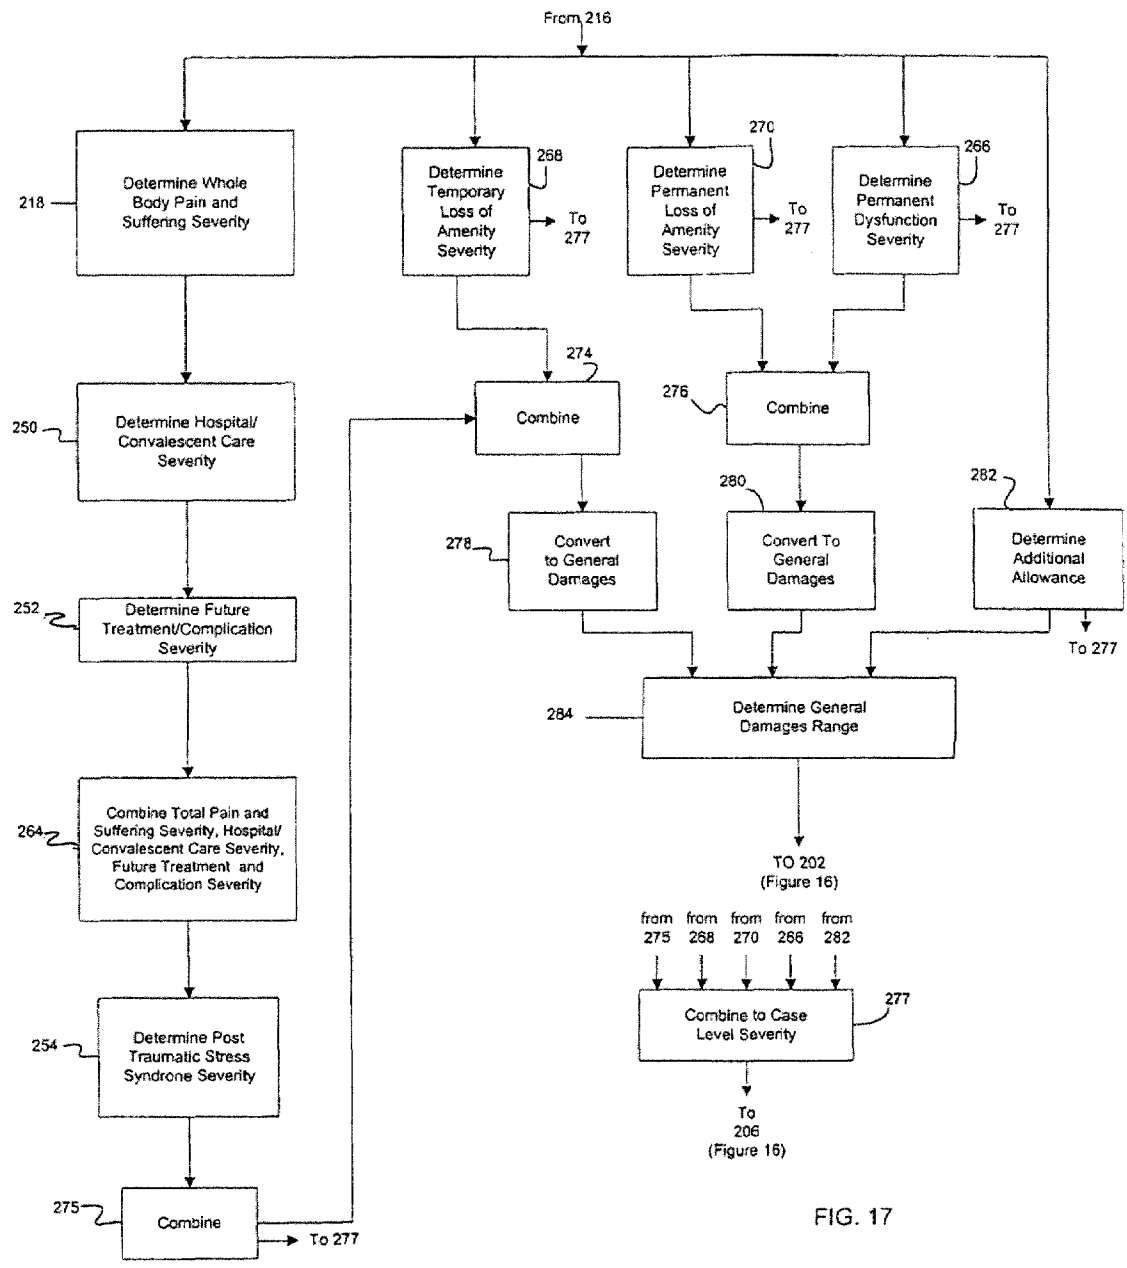 From 216
218
Determine Whole
Body Pain and
Suffering Severity
268
Determine
Temporary
Loss of
Amenity
Severity
To
277
270
Determine
Permanent
Loss of
Amenity
Severity
To
277
266
Determine
Permanent
Dysfunction
Severity
To
277
250
Determine Hospital/
Convalescent Care
Severity
274
Combine
276
Combine
278
Convert
to General
Damages
280
Convert To
General
Damages
282
Determine
Additional
Allowance
To 277
252
Determine Future
Treatment/Complication
Severity
284
Determine General
Damages Range
TO 202
(Figure 16)
264
Combine Total Pain and
Suffering Severity, Hospital/
Convalescent Care Severity,
Future Treatment and
Complication Severity
from
275
from
268
from
270
from
266
from
282
277
Combine to Case
Level Severity
To
206
(Figure 16)
254
Determine Post
Traumatic Stress
Syndrone Severity
275
Combine
To 277
FIG. 17